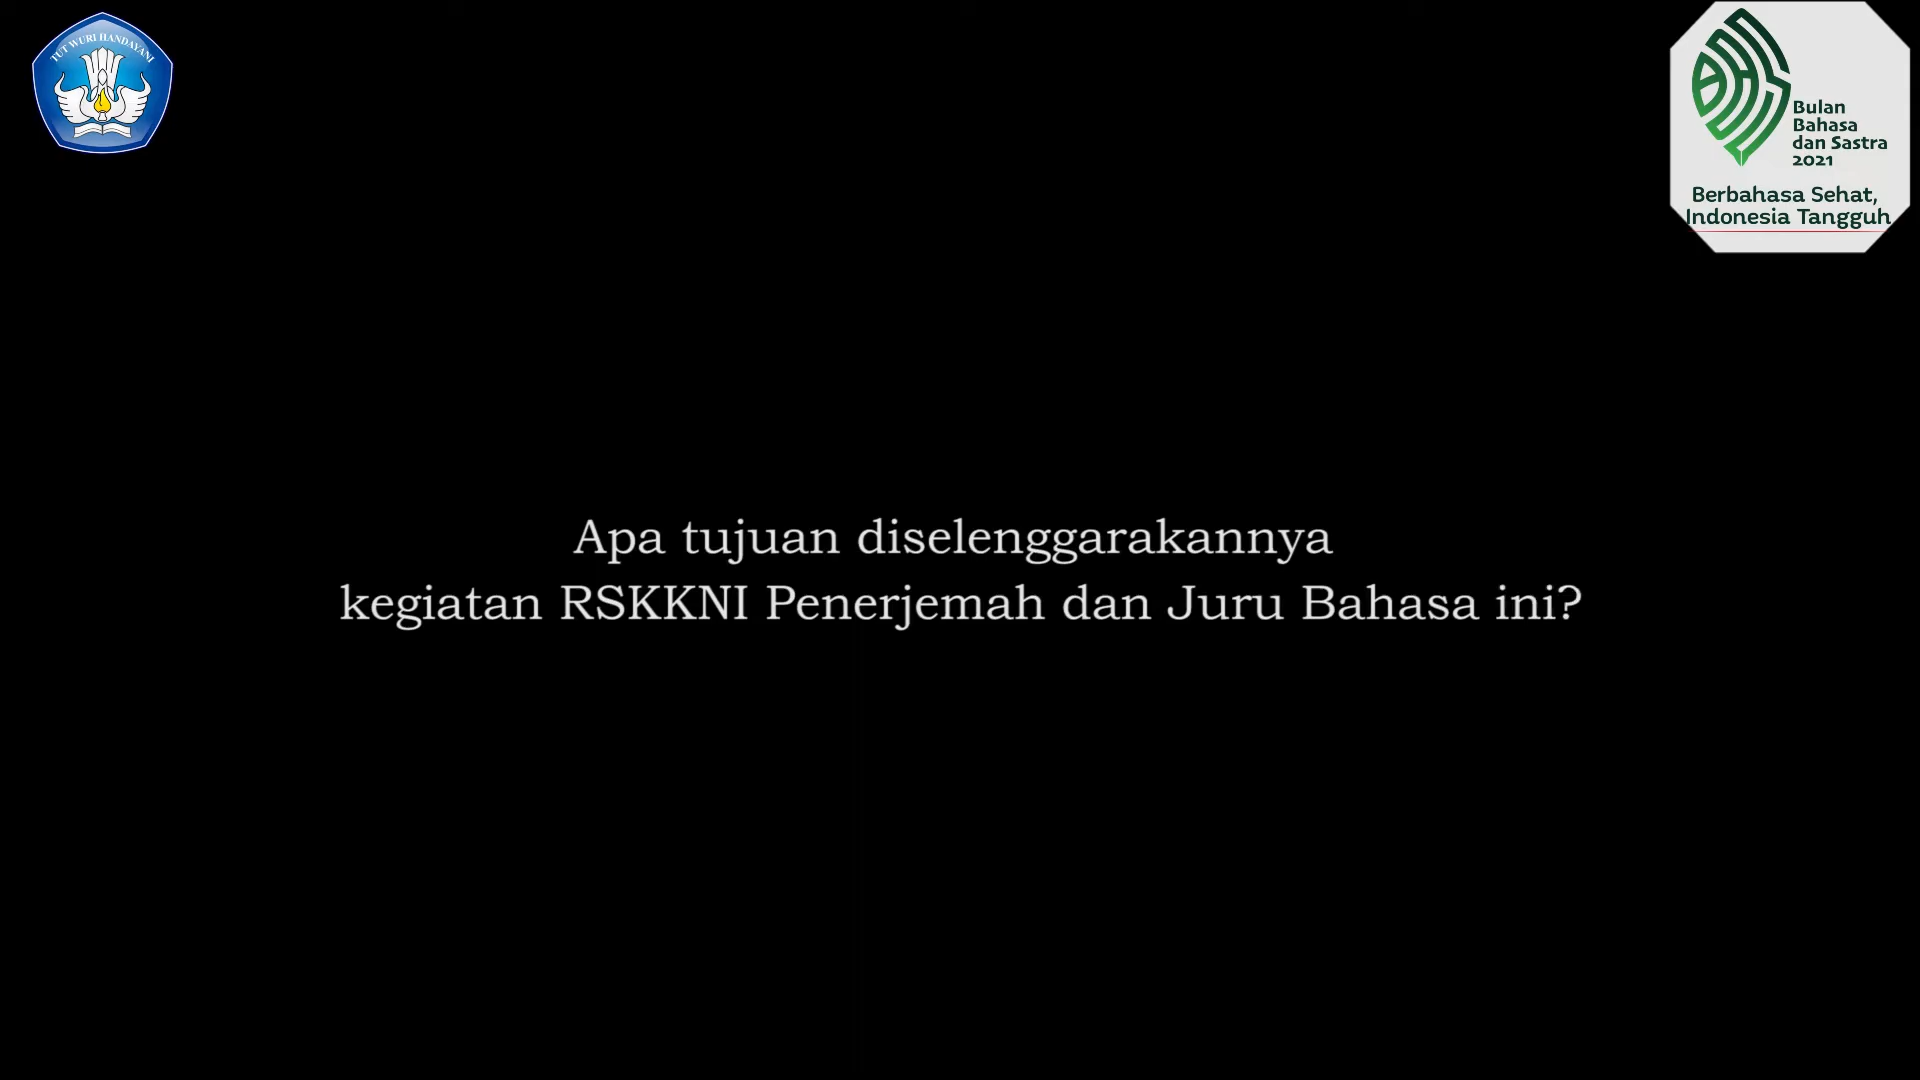 TUT WURI HANDAYANI
Bulan
Bahasa
dan Sastra
2021
Berbahasa Sehat,
Indonesia Tangguh
Apa tujuan diselenggarakannya
kegiatan RSKKNI Penerjemah dan Juru Bahasa ini?